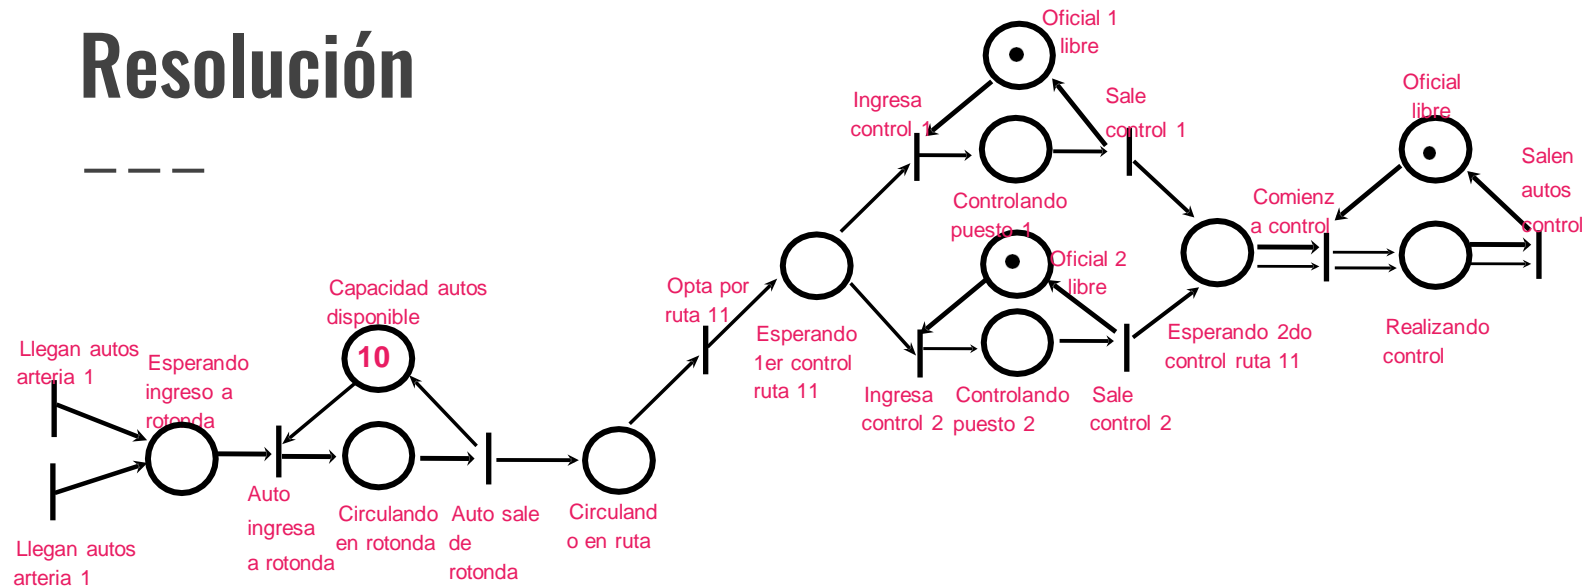 Resolución
Oficial 1
libre
Ingresa
control 1
Sale
control 1
Controlando
puesto 1
Oficial
libre
Salen
autos
control
Comienz
a control
Capacidad autos
disponible
10
Opta por
ruta 11
Oficial 2
libre
Llegan autos
arteria 1
Esperando
ingreso a
rotonda
Esperando
1er control
ruta 11
Esperando 2do
control ruta 11
Realizando
control
Ingresa
control 2
Controlando
puesto 2
Sale
control 2
Auto
ingresa
a rotonda
Circulando
en rotonda
Auto sale
de
rotonda
Circuland
o en ruta
Llegan autos
arteria 1